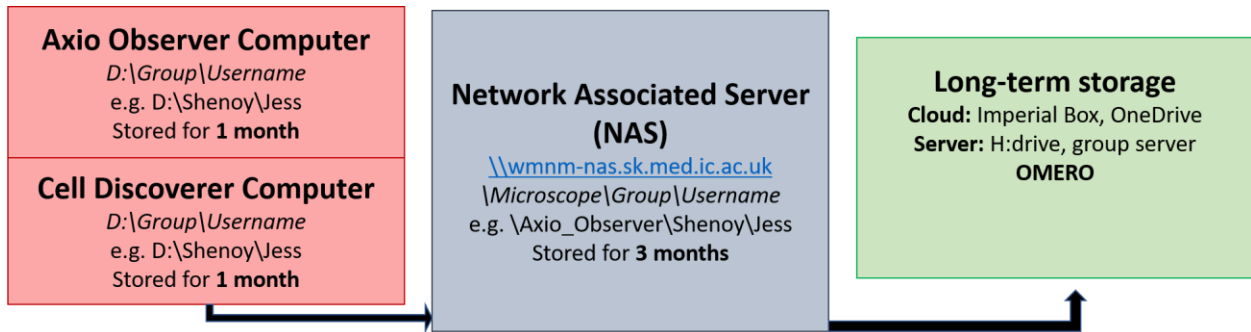 Axio Observer Computer
D:\Group\Username
e.g. D:\Shenoy\Jess
Stored for 1 month
Cell Discoverer Computer
D:\Group\Username
e.g. D:\Shenoy\Jess
Stored for 1 month
Network Associated Server
(NAS)
\\wmnm-nas.sk.med.ic.ac.uk
\Microscope\Group\Username
e.g. \Axio_Observer\Shenoy\Jess
Stored for 3 months
Long-term storage
Cloud: Imperial Box, OneDrive
Server: H:drive, group server
OMERO